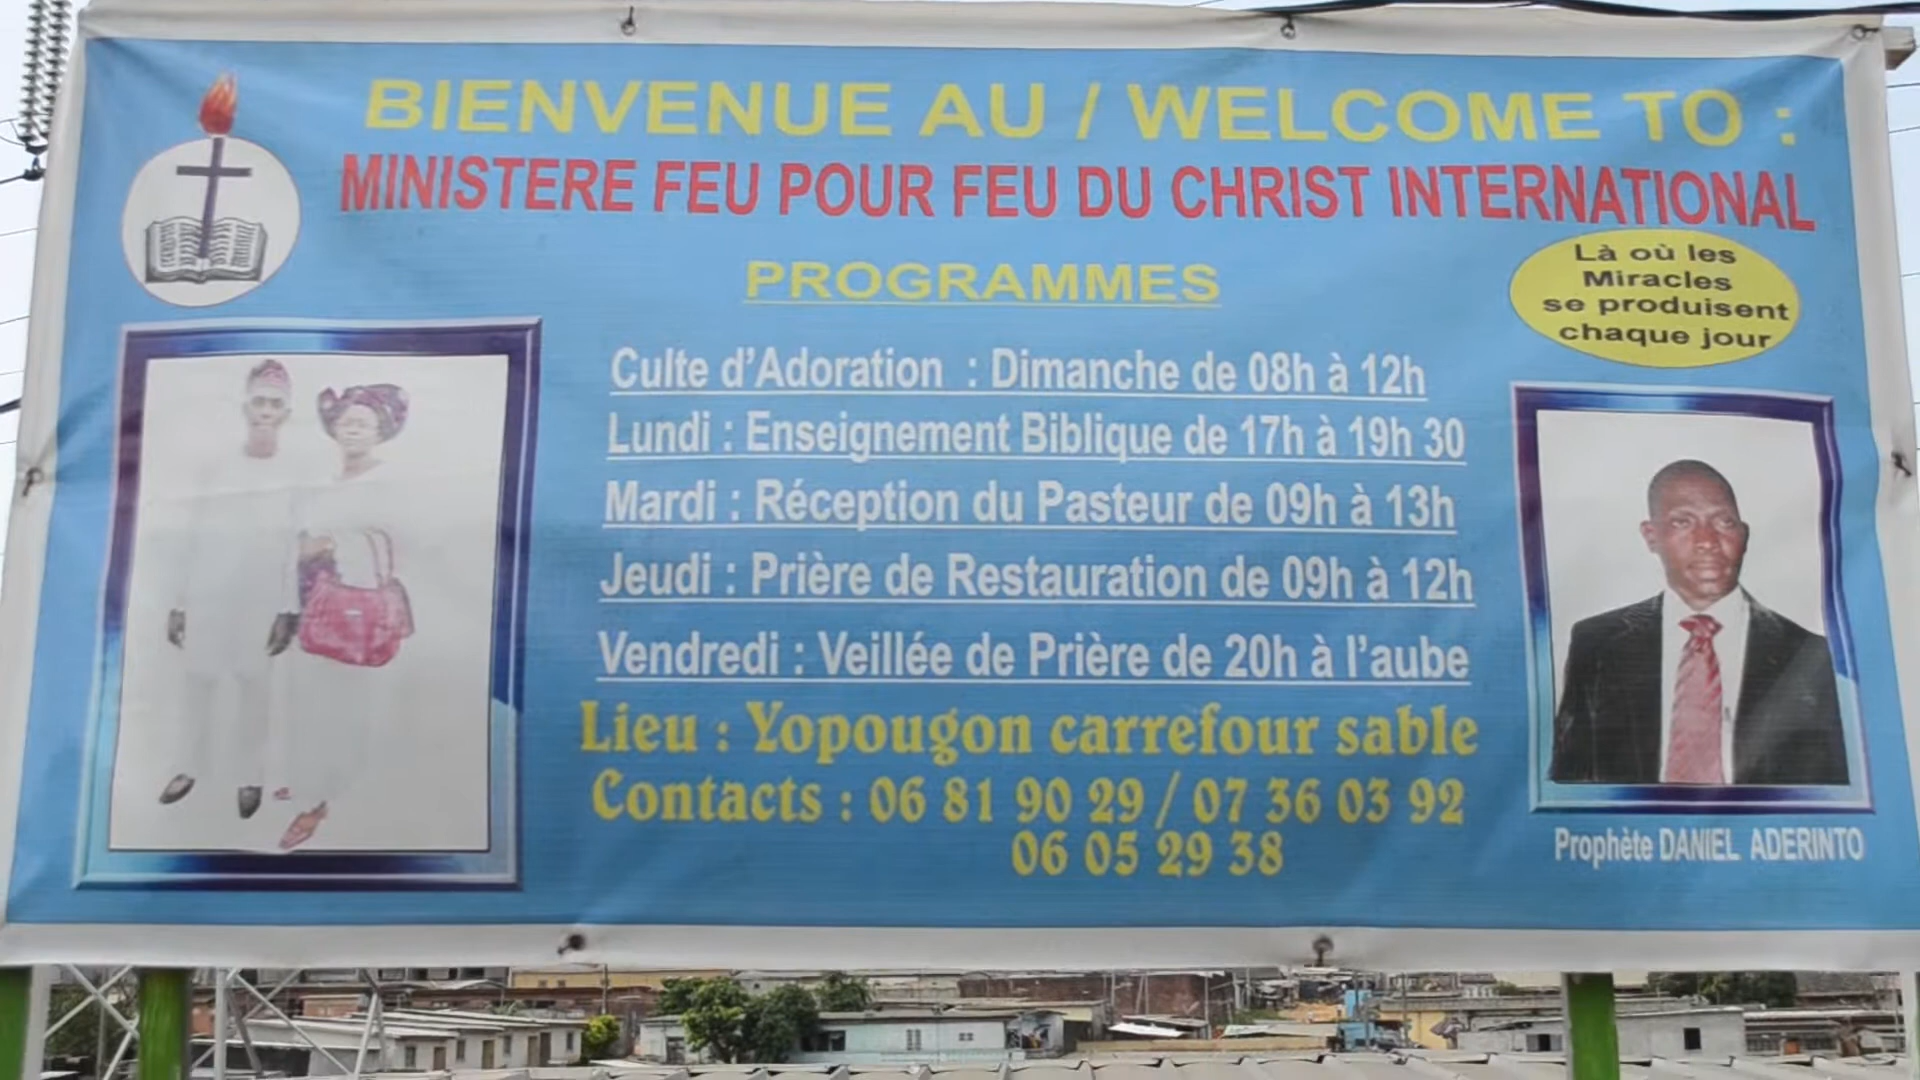 BIENVENUE AU / WELCOME TO :
MINISTERE FEU POUR FEU DU CHRIST INTERNATIONAL
Là où les
Miracles
se produisent
chaque jour
PROGRAMMES
Culte d'Adoration : Dimanche de 08h à 12h
Lundi : Enseignement Biblique de 17h à 19h 30
Mardi : Réception du Pasteur de 09h à 13h
Jeudi : Prière de Restauration de 09h à 12h
Vendredi : Veillée de Prière de 20h à l'aube
Lieu : Yopougon carrefour sable
Contacts : 06 81 90 29 / 07 36 03 92
06 05 29 38
Prophète DANIEL ADERINTO